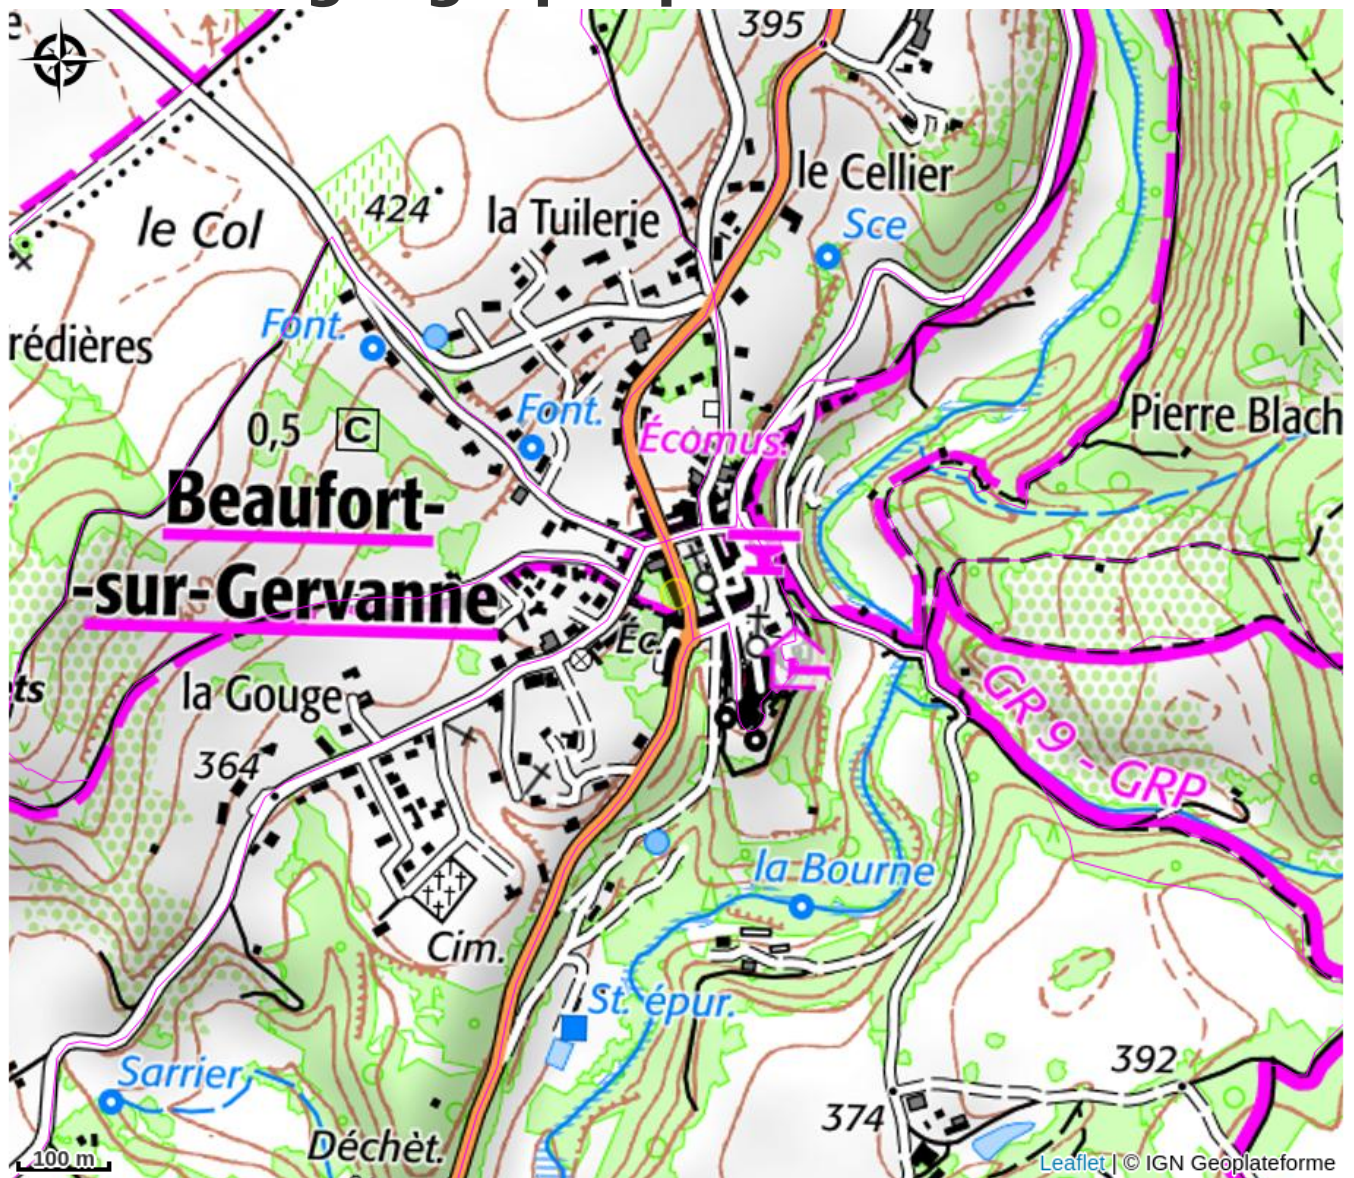 395
le Cellier
424
le Col
la Tuilerie
Sce
Font.
rédières
Font.
Pierre Blach
0,5 C
Écomus.
Beaufort-
-sur-Gervanne
Éc.
ts
la Gouge
GR 9 - GRP
364
la Bourne
Cim.
St. épur.
Sarrier
392
374
Déchèt.
100 m
Leaflet | © IGN Geoplateforme